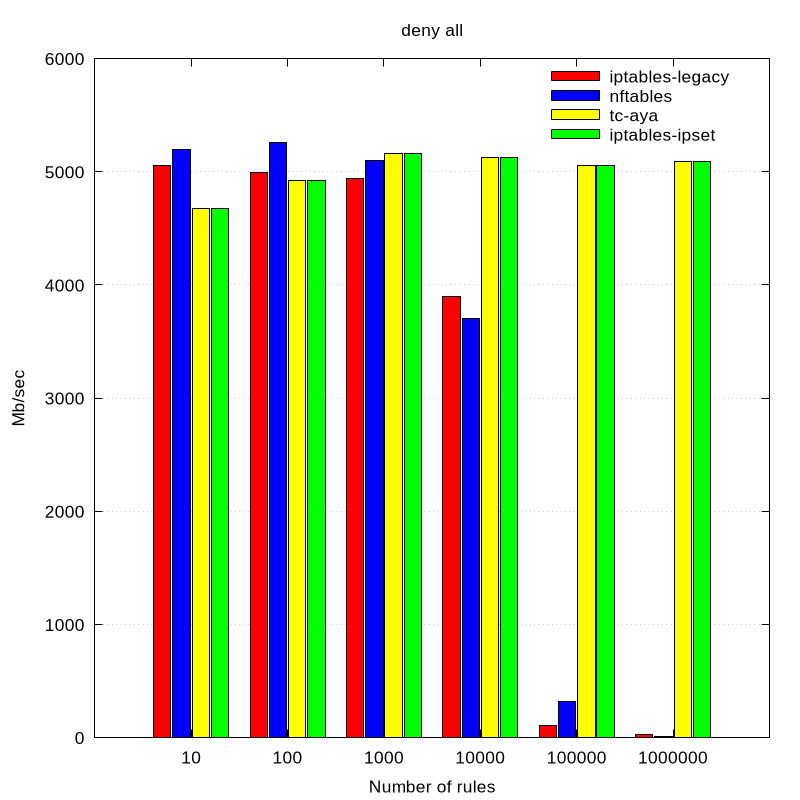 deny all
6000
5000
4000
3000
2000
1000
0
Mb/sec
iptables-legacy
nftables
tc-aya
iptables-ipset
10 100 1000 10000 100000 1000000
Number of rules